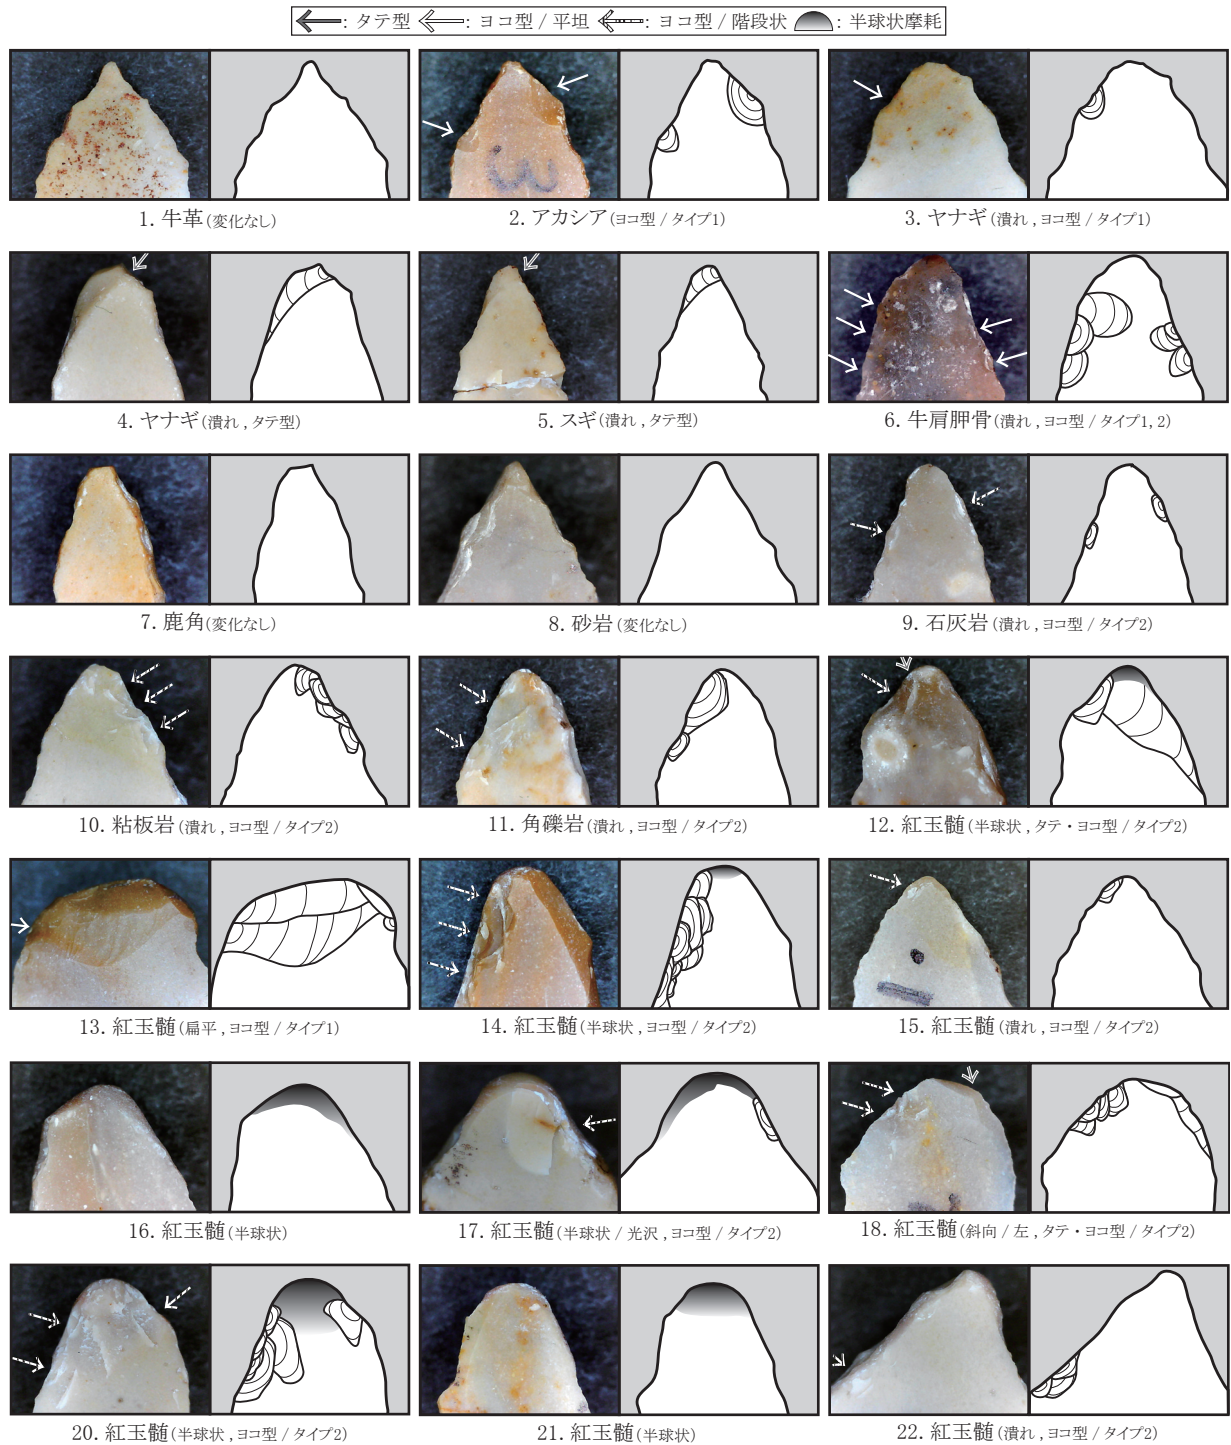 : タテ型 : ヨコ型 / 平坦 : ヨコ型 / 階段状 : 半球状摩耗
1. 牛革(変化なし)
2. アカシア(ヨコ型 / タイプ1)
3. ヤナギ(潰れ , ヨコ型 / タイプ1)
4. ヤナギ(潰れ , タテ型)
5. スギ(潰れ , タテ型)
6. 牛肩胛骨(潰れ , ヨコ型 / タイプ1, 2)
7. 鹿角(変化なし)
8. 砂岩(変化なし)
9. 石灰岩(潰れ , ヨコ型 / タイプ2)
10. 粘板岩(潰れ , ヨコ型 / タイプ2)
11. 角礫岩(潰れ , ヨコ型 / タイプ2)
12. 紅玉髄(半球状 , タテ・ヨコ型 / タイプ2)
13. 紅玉髄(扁平 , ヨコ型 / タイプ1)
14. 紅玉髄(半球状 , ヨコ型 / タイプ2)
15. 紅玉髄(潰れ , ヨコ型 / タイプ2)
16. 紅玉髄(半球状)
17. 紅玉髄(半球状 / 光沢 , ヨコ型 / タイプ2)
18. 紅玉髄(斜向 / 左 , タテ・ヨコ型 / タイプ2)
20. 紅玉髄(半球状 , ヨコ型 / タイプ2)
21. 紅玉髄(半球状)
22. 紅玉髄(潰れ , ヨコ型 / タイプ2)